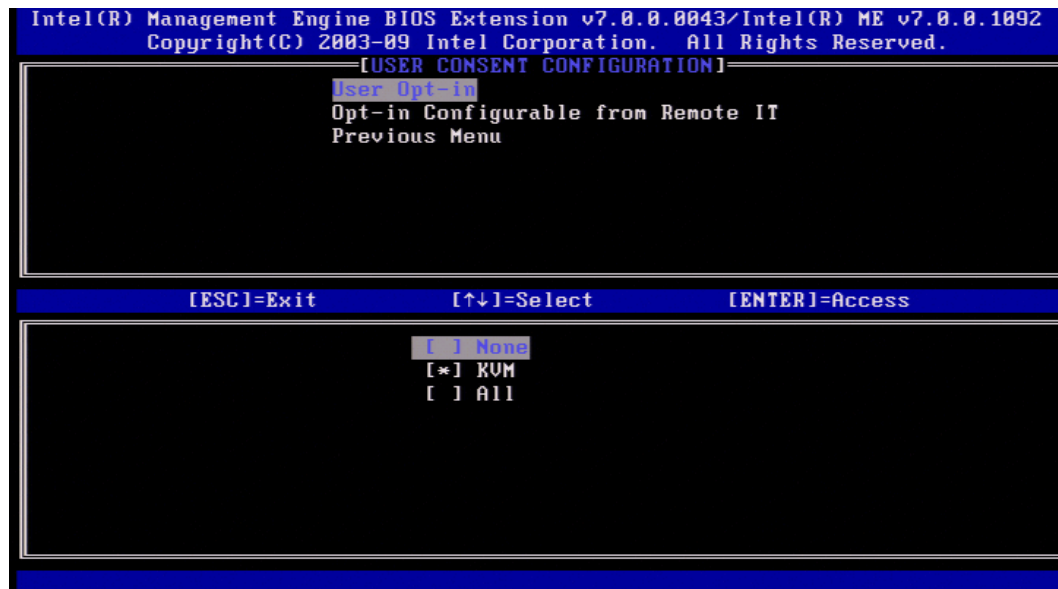 Intel(R) Management Engine BIOS Extension v7.0.0.0043/Intel(R) ME v7.0.0.1092
Copyright(C) 2003-09 Intel Corporation. All Rights Reserved.
[USER CONSENT CONFIGURATION]
User Opt-in
Opt-in Configurable from Remote IT
Previous Menu
[ESC]=Exit [↑↓]=Select [ENTER]=Access
[ ] None
[*] KVM
[ ] All